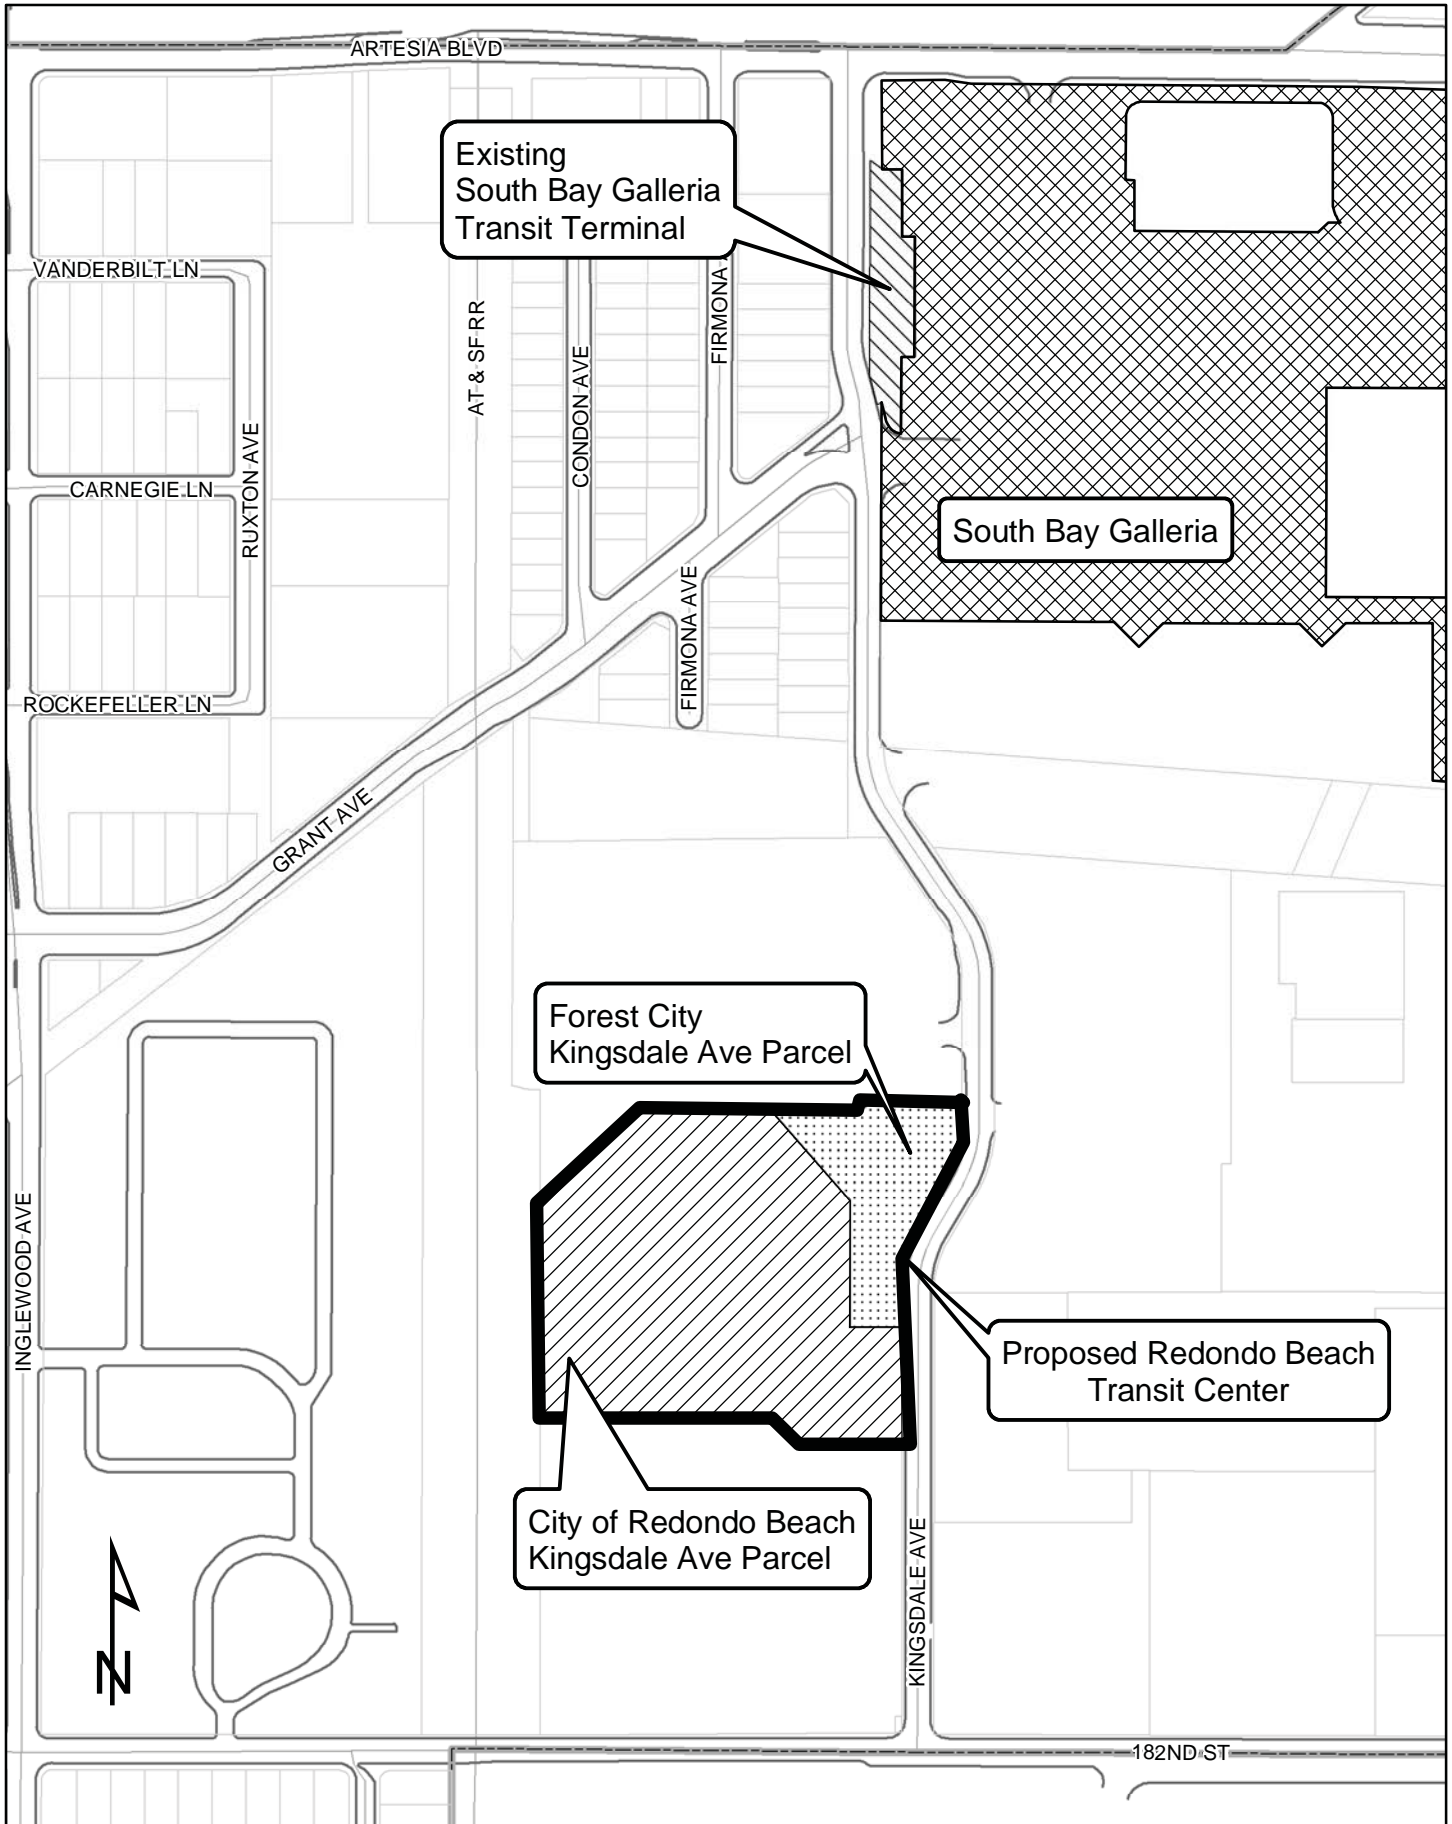 ARTESIA BLVD
Existing
South Bay Galleria
Transit Terminal
VANDERBILT LN
FIRMONA
AT & SF RR
CONDON AVE
RUXTON AVE
CARNEGIE LN
South Bay Galleria
FIRMONA AVE
ROCKEFELLER LN
GRANT AVE
Forest City
Kingsdale Ave Parcel
INGLEWOOD AVE
Proposed Redondo Beach
Transit Center
City of Redondo Beach
Kingsdale Ave Parcel
KINGSDALE AVE
N
182ND ST